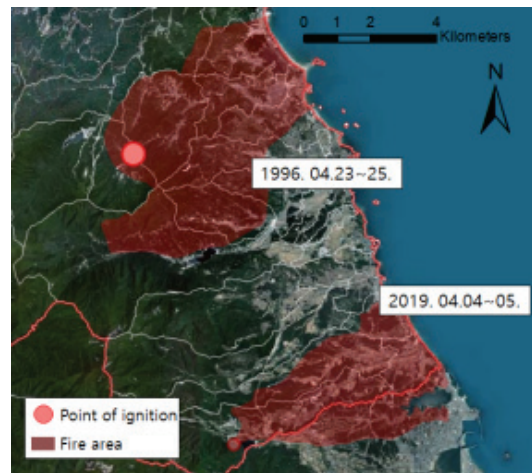 0 1 2 4
Kilometers
N
1996. 04.23~25.
2019. 04.04~05.
Point of ignition
Fire area